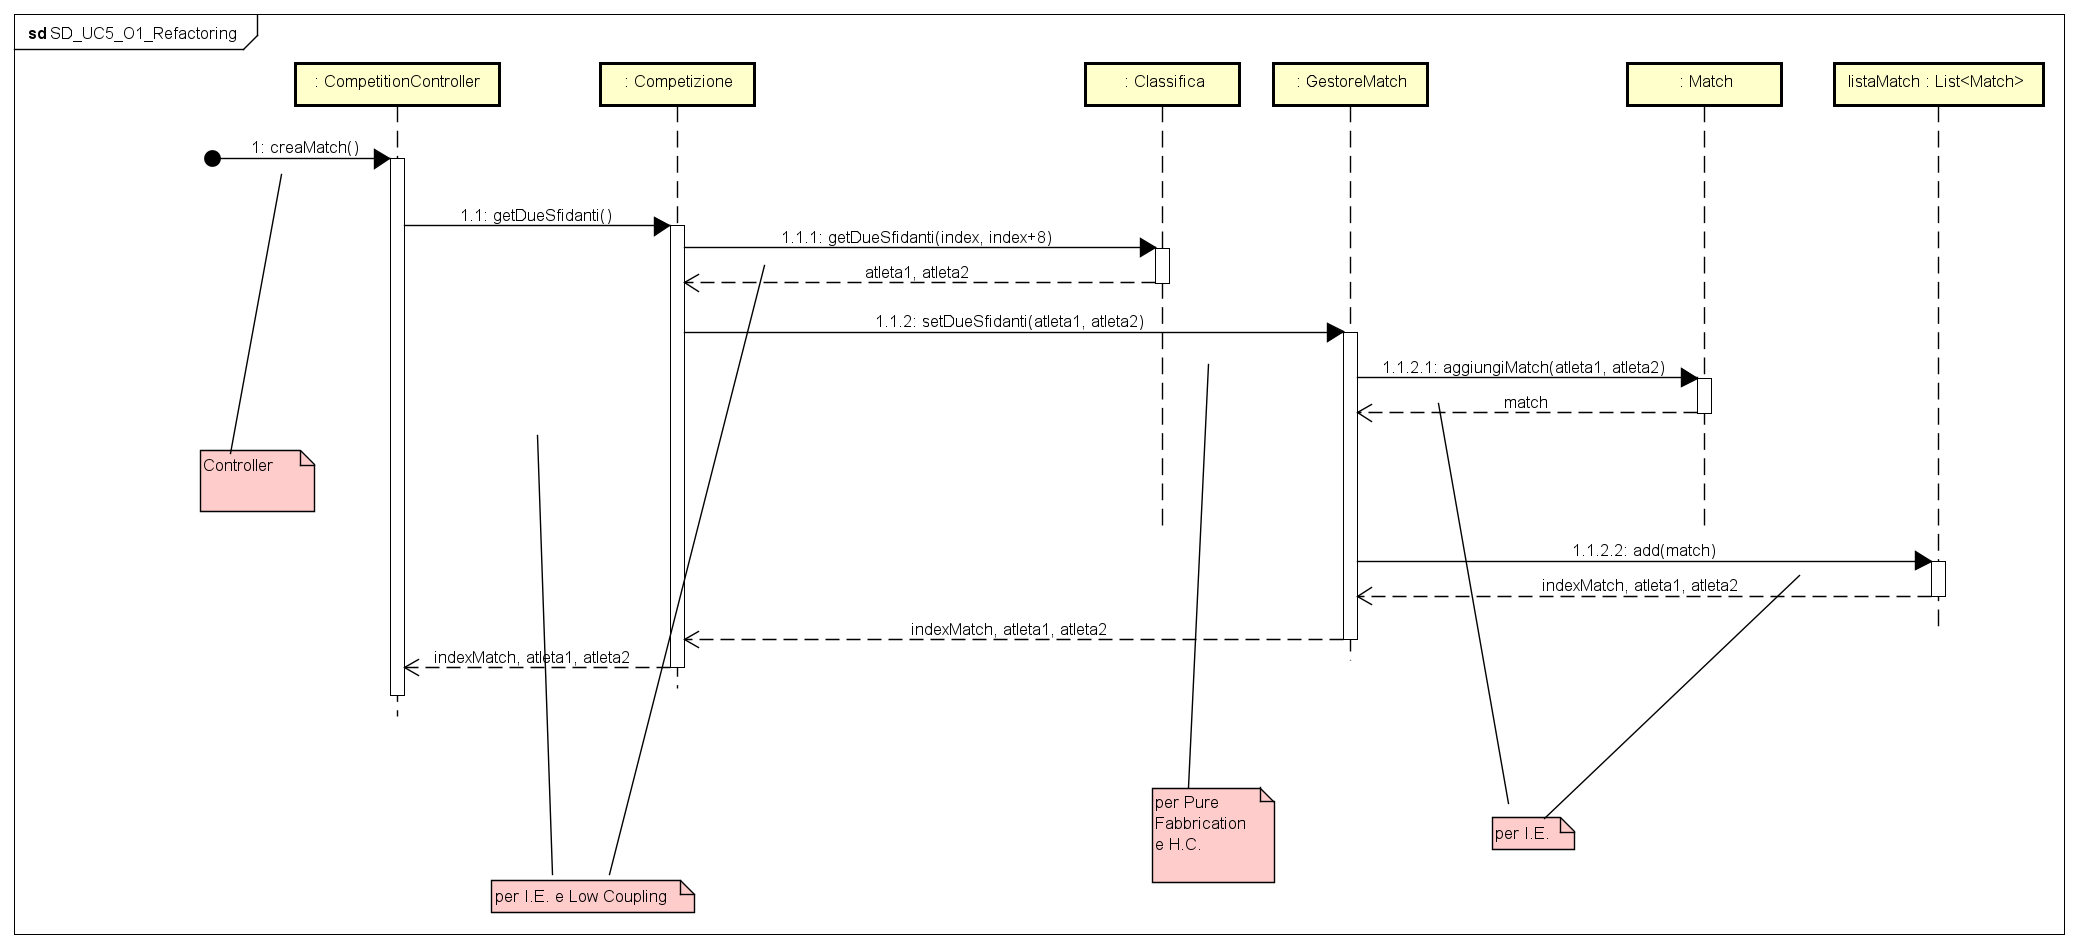 sd SD_UC5_O1_Refactoring
: CompetitionController
: Competizione
: Classifica
: GestoreMatch
: Match
listaMatch : List<Match>
1: creaMatch()
1.1: getDueSfidanti()
1.1.1: getDueSfidanti(index, index+8)
atleta1, atleta2
1.1.2: setDueSfidanti(atleta1, atleta2)
1.1.2.1: aggiungiMatch(atleta1, atleta2)
match
Controller
1.1.2.2: add(match)
indexMatch, atleta1, atleta2
indexMatch, atleta1, atleta2
indexMatch, atleta1, atleta2
per Pure
Fabbrication
e H.C.
per I.E.
per I.E. e Low Coupling